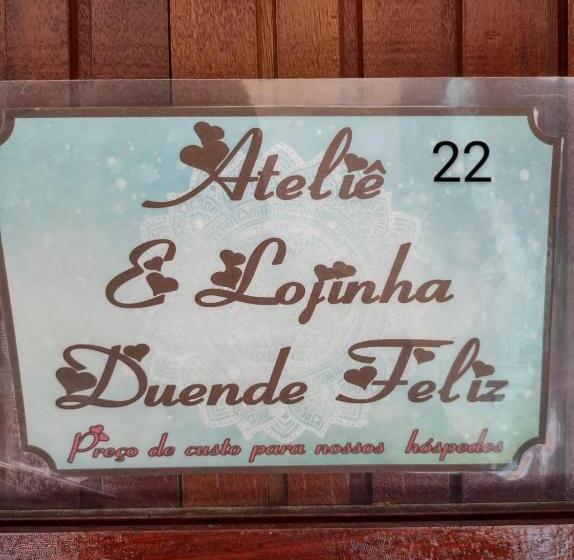 Ateliê 22
E Lojinha
Duende Feliz
Preço de custo para nossos hóspedes